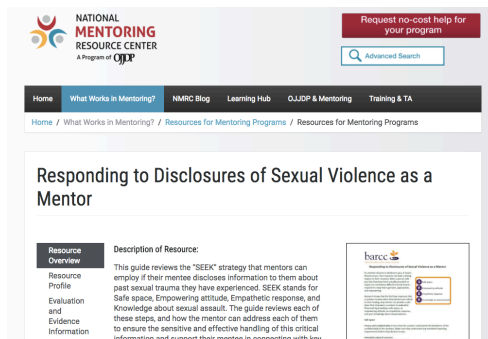 NATIONAL
MENTORING
RESOURCE CENTER
A Program of OJJDP
Request no-cost help for
your program
Advanced Search
Home What Works in Mentoring? NMRC Blog Learning Hub OJJDP & Mentoring Training & TA
Home / What Works in Mentoring? / Resources for Mentoring Programs / Resources for Mentoring Programs
Responding to Disclosures of Sexual Violence as a
Mentor
Resource
Overview
Resource
Profile
Evaluation
and
Evidence
Information
Description of Resource:
This guide reviews the "SEEK" strategy that mentors can
employ if their mentee discloses information to them about
past sexual trauma they have experienced. SEEK stands for
Safe space, Empowering attitude, Empathetic response, and
Knowledge about sexual assault. The guide reviews each of
these steps, and how the mentor can address each of them
to ensure the sensitive and effective handling of this critical
information and support their mentee in connecting with key
barcc
Responding to Disclosures of Sexual Violence as a Mentor